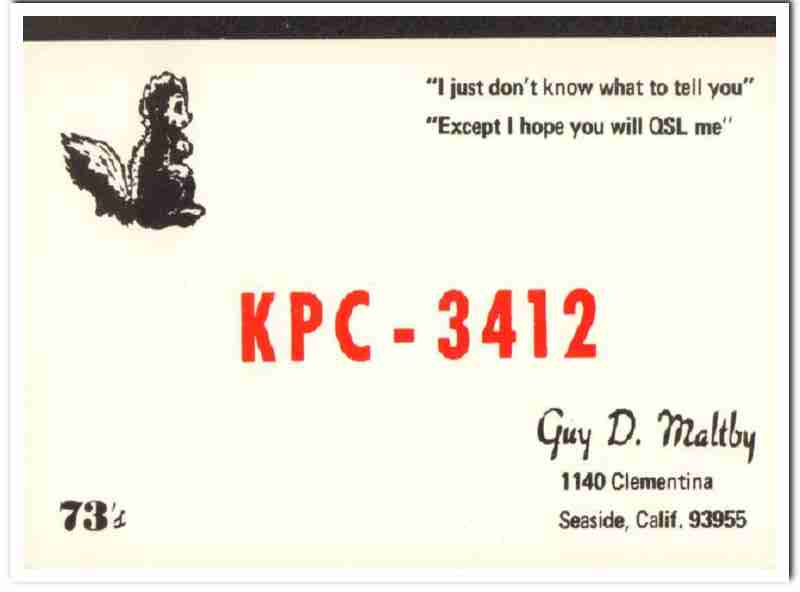 "I just don't know what to tell you"
"Except I hope you will QSL me"
KPC - 3412
Guy D. Maltby
1140 Clementina
Seaside, Calif. 93955
73's